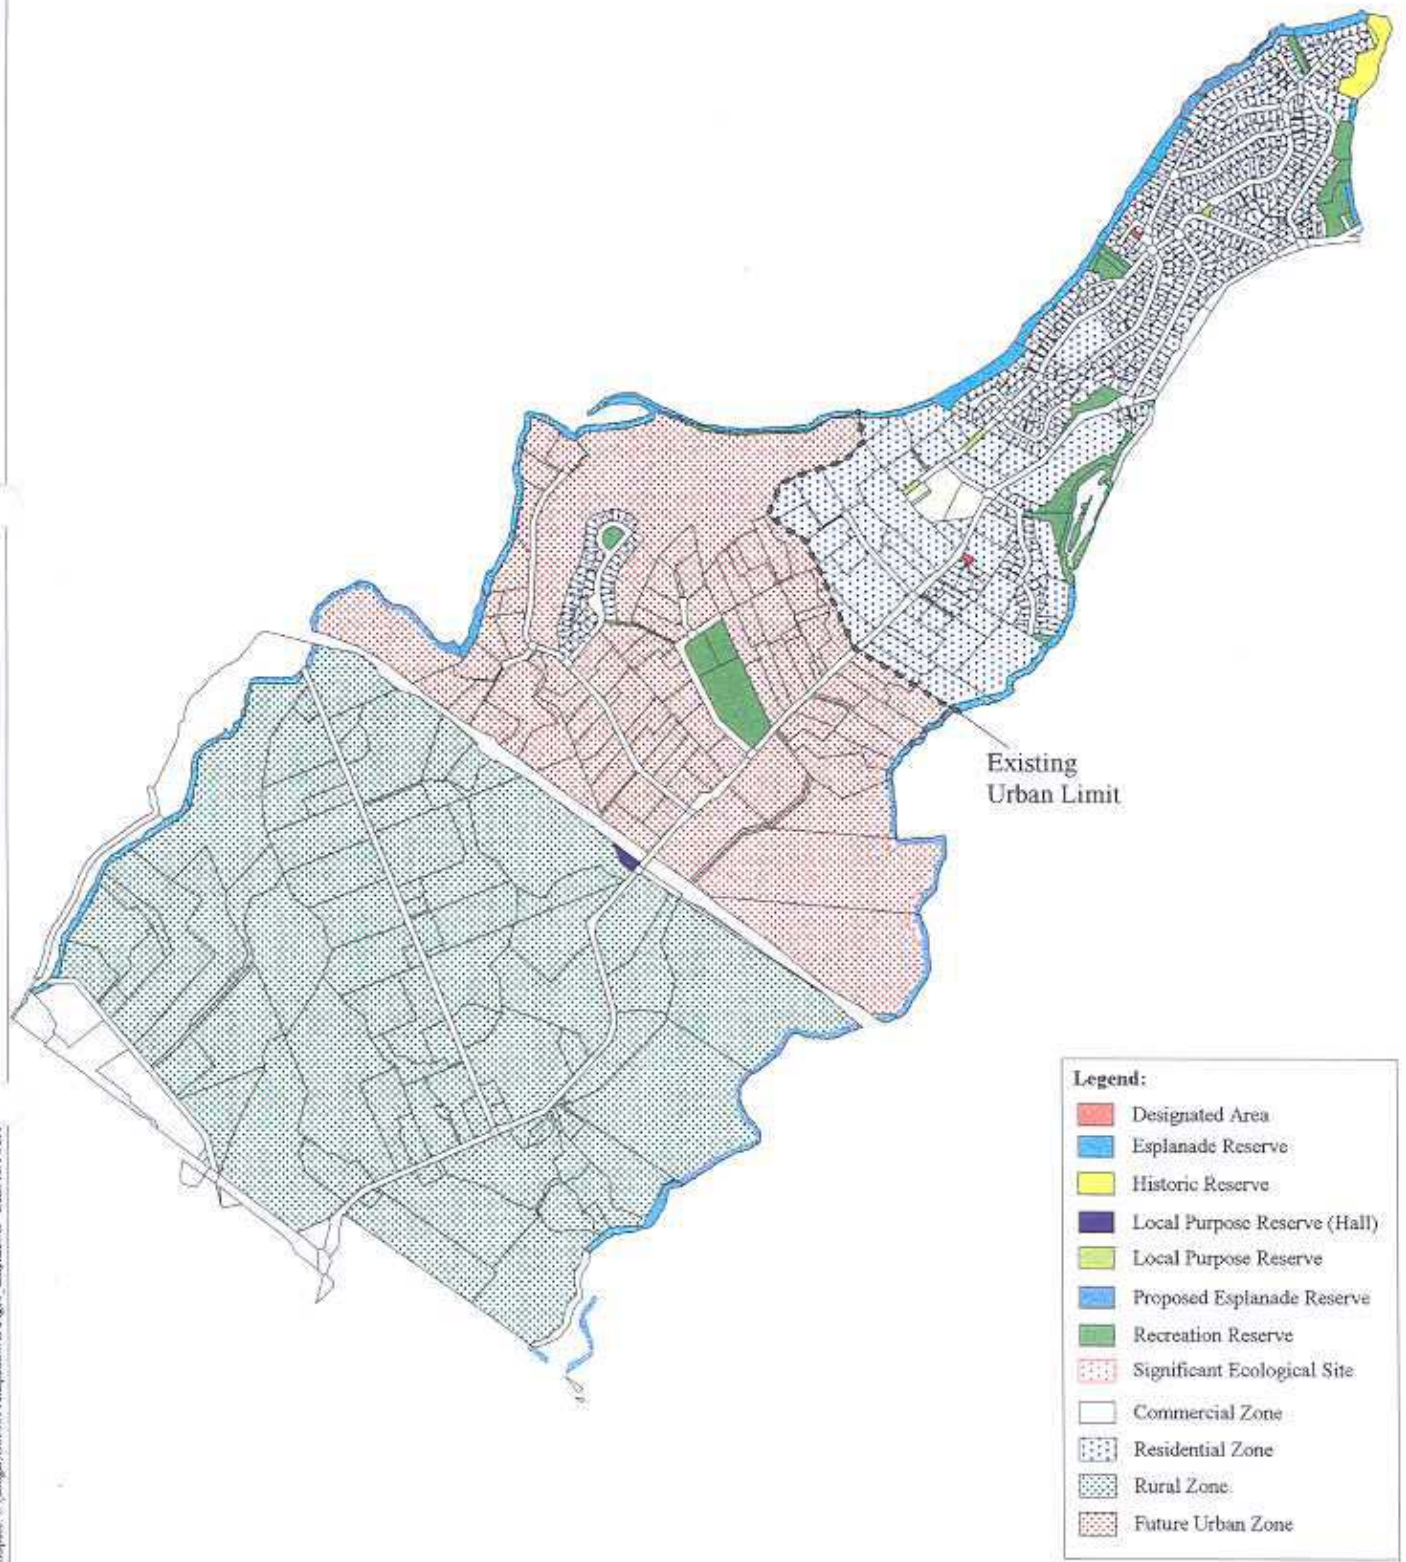 Existing
Urban Limit
Legend:
Designated Area
Esplanade Reserve
Historic Reserve
Local Purpose Reserve (Hall)
Local Purpose Reserve
Proposed Esplanade Reserve
Recreation Reserve
Significant Ecological Site
Commercial Zone
Residential Zone
Rural Zone
Future Urban Zone